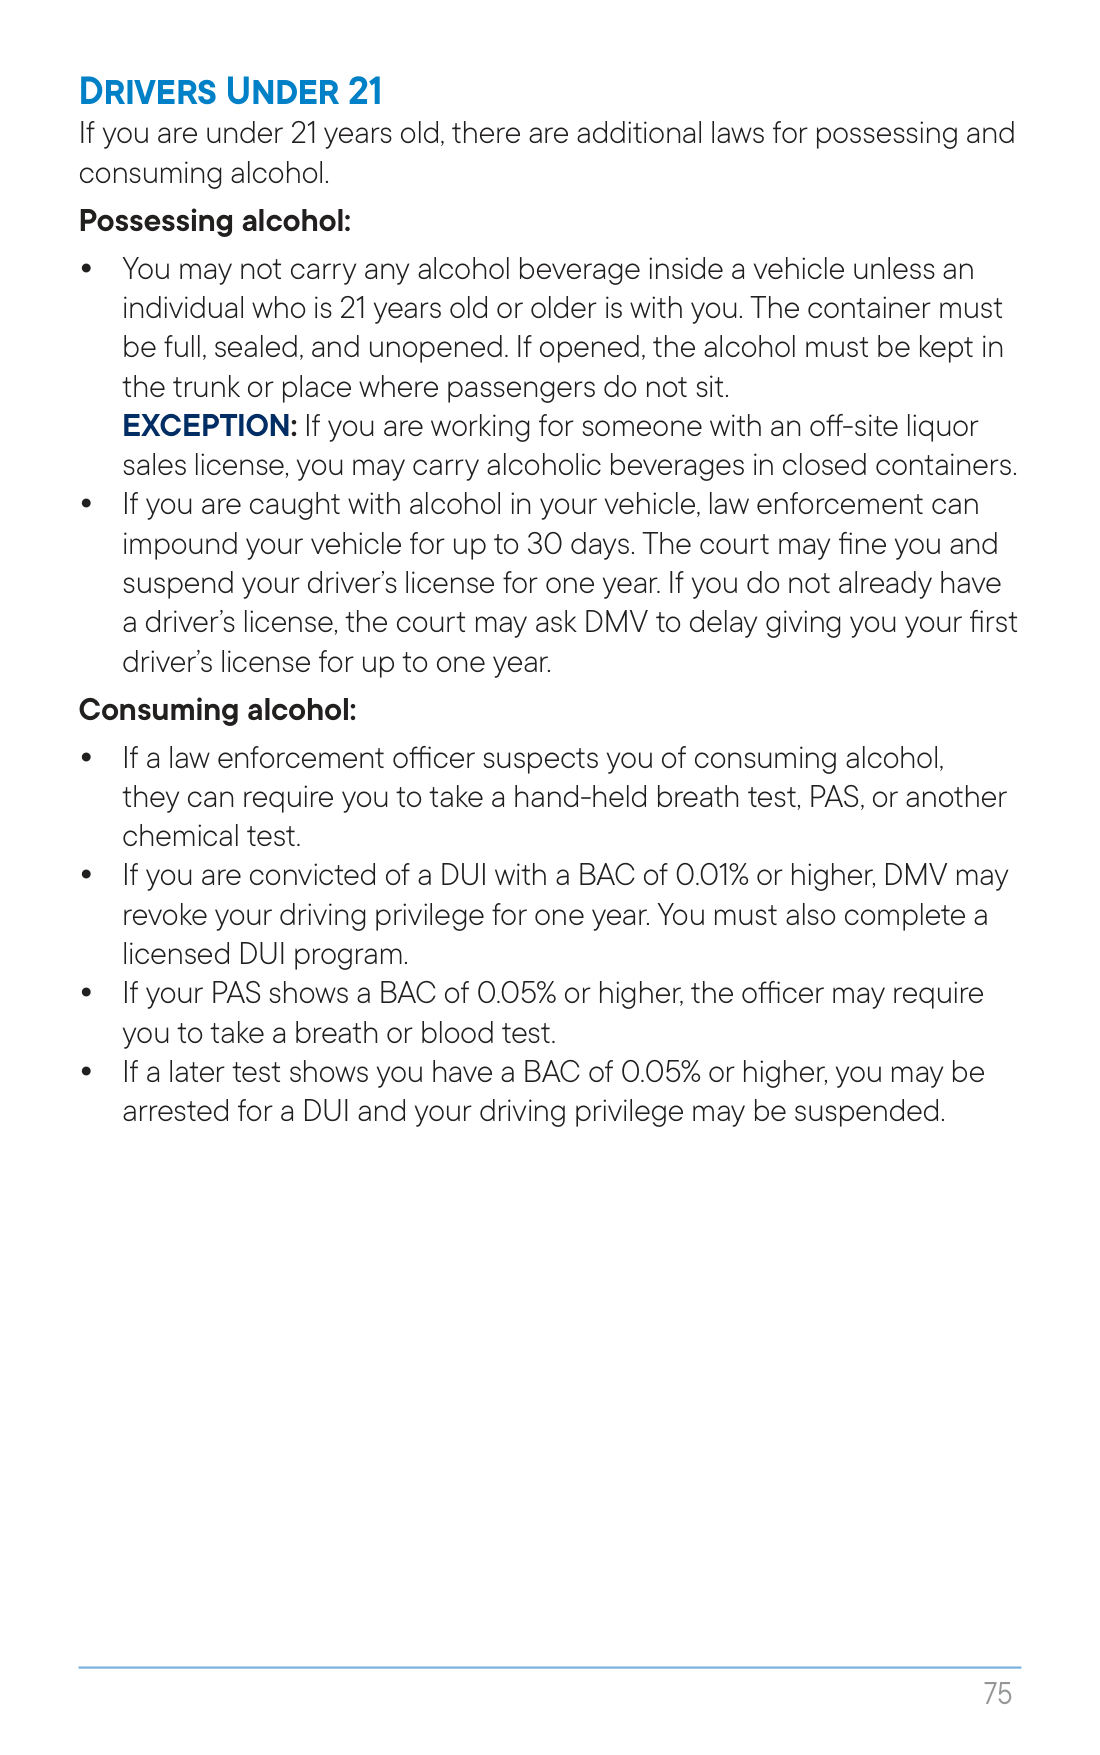 DRIVERS UNDER 21
If you are under 21 years old, there are additional laws for possessing and
consuming alcohol.
Possessing alcohol:
• You may not carry any alcohol beverage inside a vehicle unless an
individual who is 21 years old or older is with you. The container must
be full, sealed, and unopened. If opened, the alcohol must be kept in
the trunk or place where passengers do not sit.
EXCEPTION: If you are working for someone with an off-site liquor
sales license, you may carry alcoholic beverages in closed containers.
• If you are caught with alcohol in your vehicle, law enforcement can
impound your vehicle for up to 30 days. The court may fine you and
suspend your driver’s license for one year. If you do not already have
a driver’s license, the court may ask DMV to delay giving you your first
driver’s license for up to one year.
Consuming alcohol:
• If a law enforcement officer suspects you of consuming alcohol,
they can require you to take a hand-held breath test, PAS, or another
chemical test.
• If you are convicted of a DUI with a BAC of 0.01% or higher, DMV may
revoke your driving privilege for one year. You must also complete a
licensed DUI program.
• If your PAS shows a BAC of 0.05% or higher, the officer may require
you to take a breath or blood test.
• If a later test shows you have a BAC of 0.05% or higher, you may be
arrested for a DUI and your driving privilege may be suspended.
75